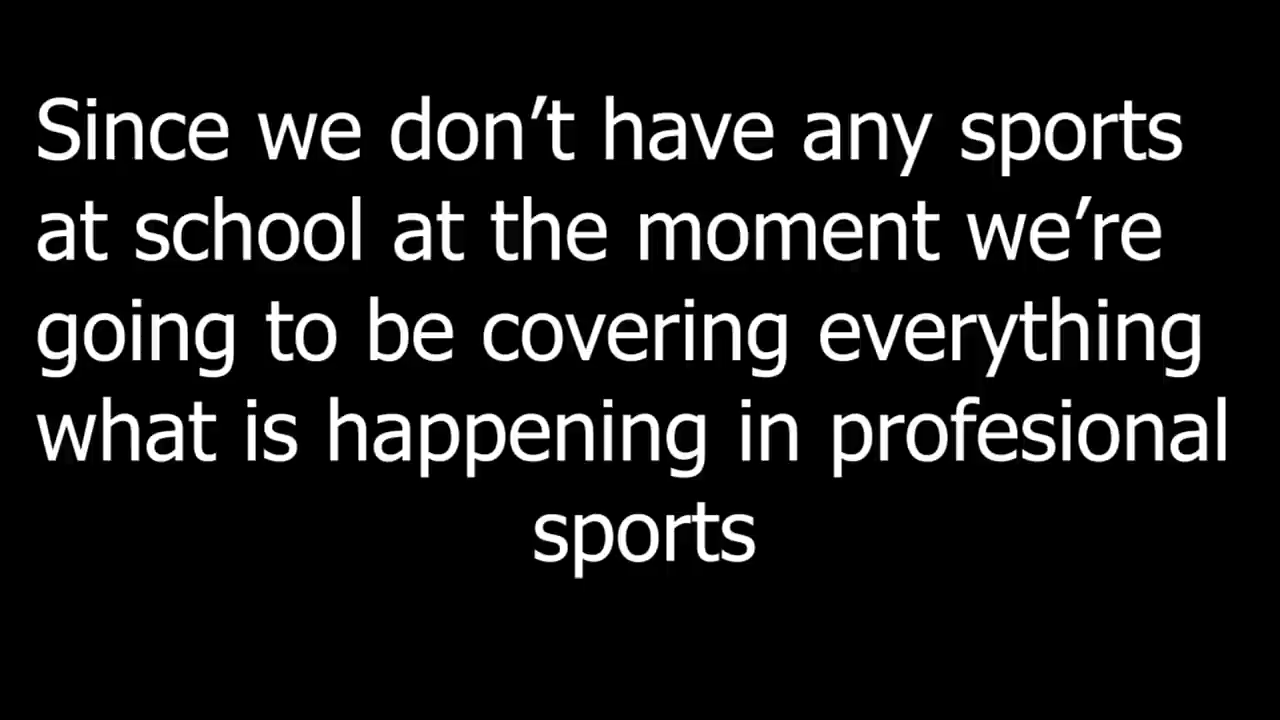 Since we don’t have any sports
at school at the moment we’re
going to be covering everything
what is happening in profesional
sports